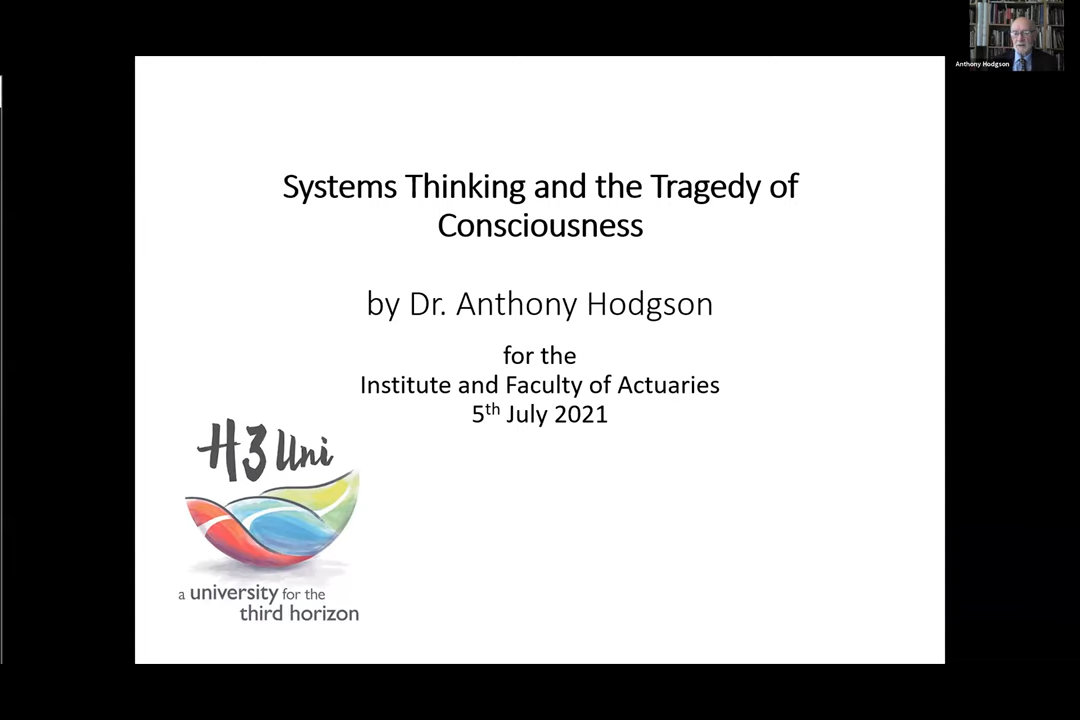 Anthony Hodgson
Systems Thinking and the Tragedy of
Consciousness
by Dr. Anthony Hodgson
for the
Institute and Faculty of Actuaries
5th July 2021
H3 Uni
a university for the
third horizon